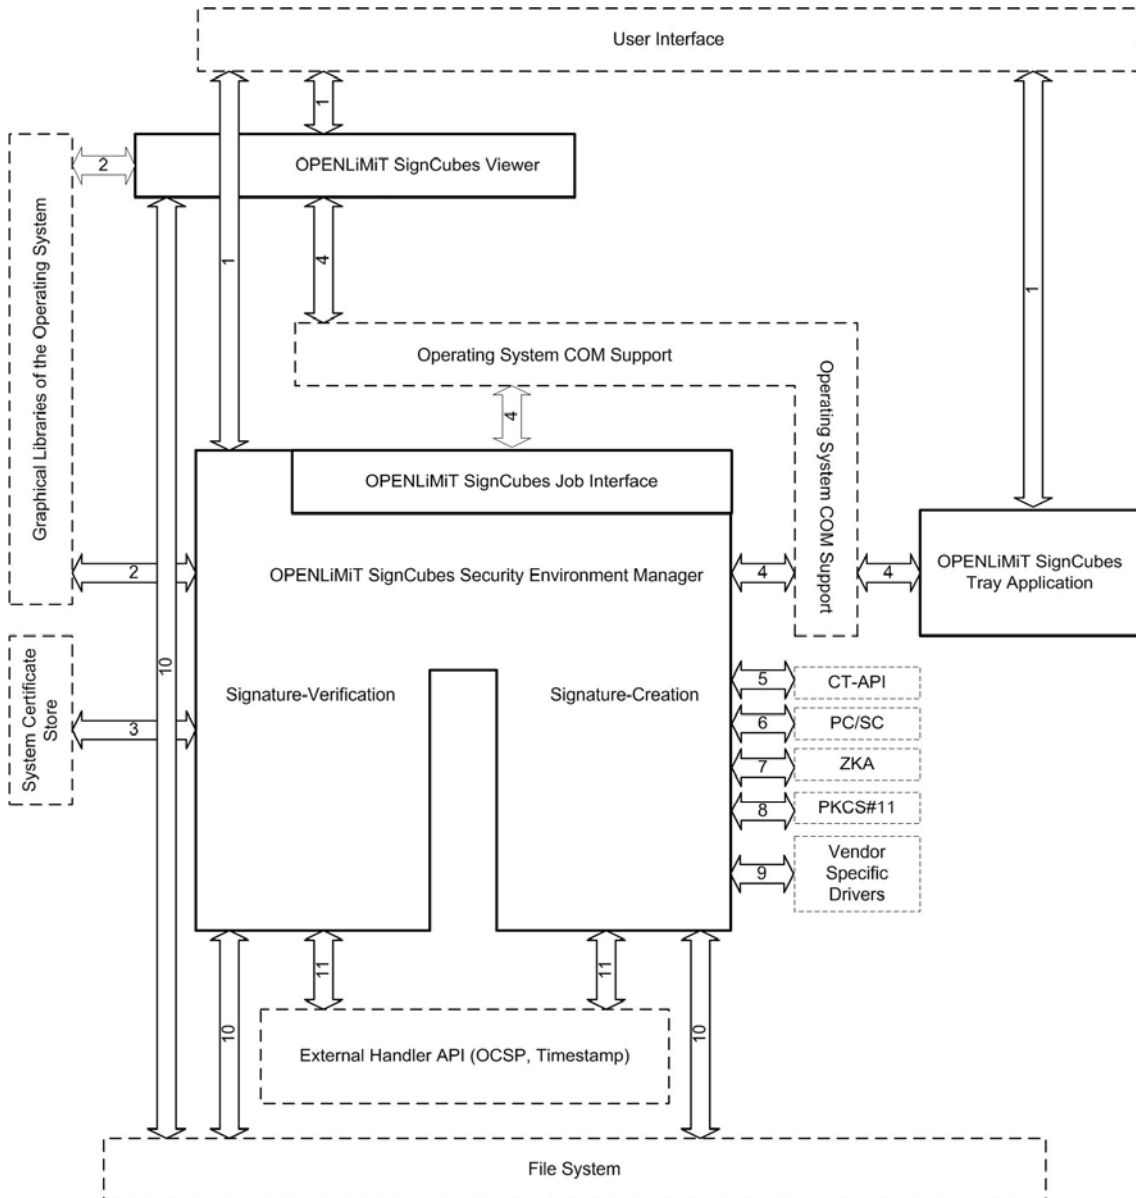 User Interface
1
1
OPENLiMiT SignCubes Viewer
2
Graphical Libraries of the Operating System
1
4
1
Operating System COM Support
Operating System COM Support
4
OPENLiMiT SignCubes Job Interface
2
OPENLiMiT SignCubes Security Environment Manager
4
4
OPENLiMiT SignCubes
Tray Application
10
System Certificate
Store
3
Signature-Verification
Signature-Creation
5
CT-API
6
PC/SC
7
ZKA
8
PKCS#11
9
Vendor
Specific
Drivers
11
11
10
10
External Handler API (OCSP, Timestamp)
File System